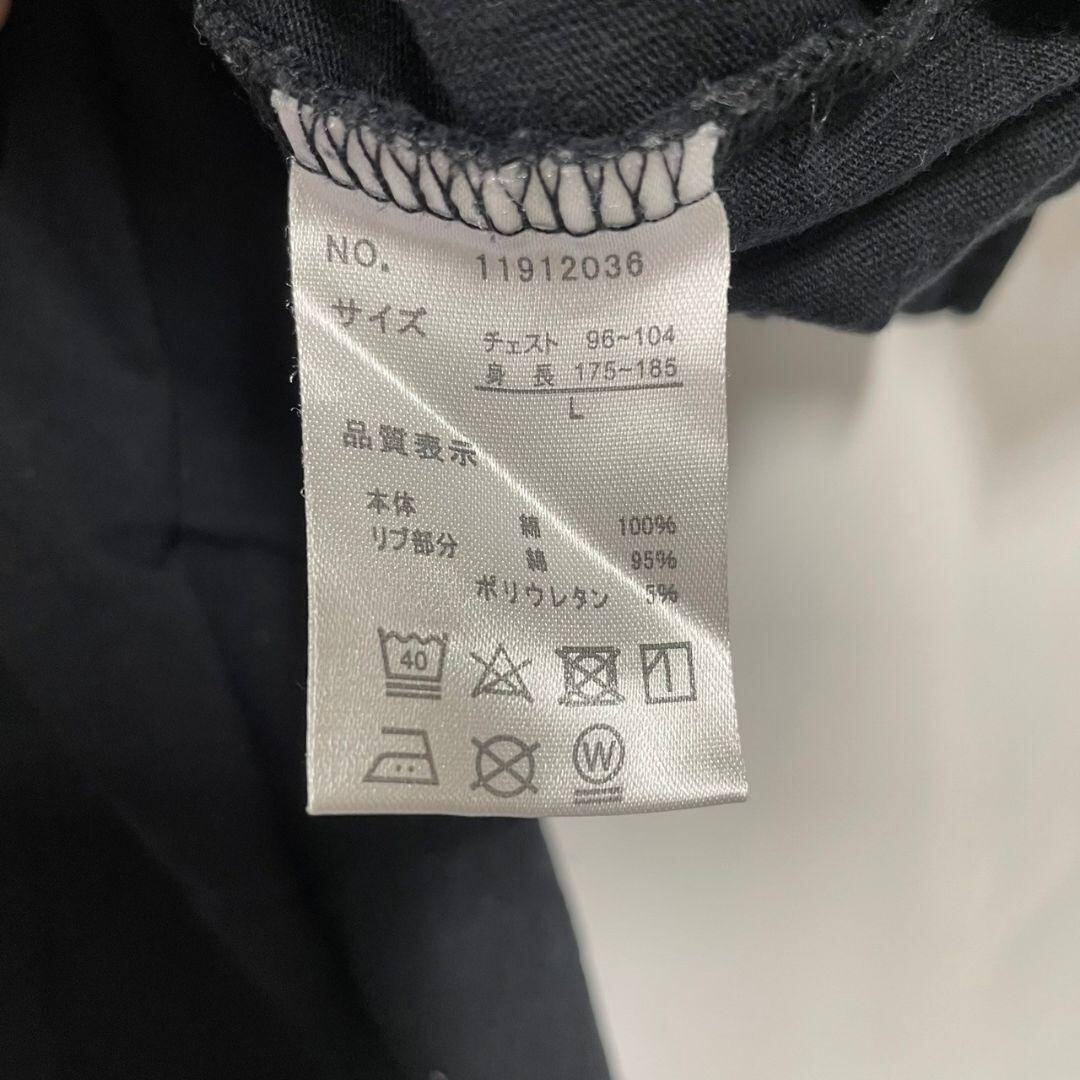 NO. 11912036
サイズ
チェスト 96~104
身長 175~185
L
品質表示
本体 綿 100%
リブ部分 綿 95%
ポリウレタン 5%
40
1
W